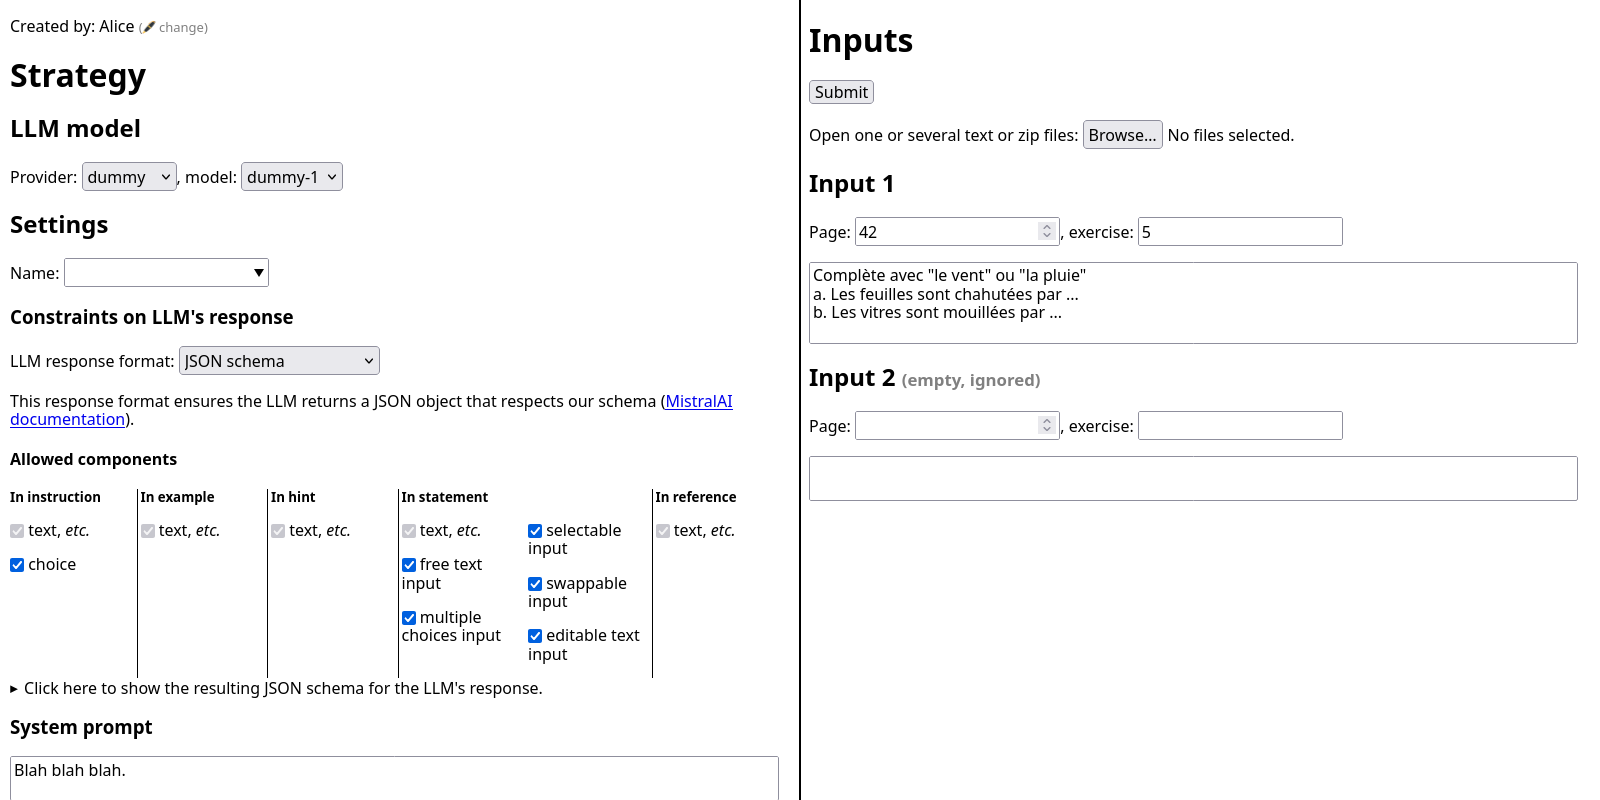 Created by: Alice (🖋 change)
Strategy
LLM model
Provider: dummy, model: dummy-1
Settings
Name:
Constraints on LLM's response
LLM response format: JSON schema
This response format ensures the LLM returns a JSON object that respects our schema (MistralAI
documentation).
Allowed components
In instruction
text, etc.
choice
In example
text, etc.
In hint
text, etc.
In statement
text, etc.
free text
input
multiple
choices input
selectable
input
swappable
input
editable text
input
In reference
text, etc.
Click here to show the resulting JSON schema for the LLM's response.
System prompt
Blah blah blah.
Inputs
Submit
Open one or several text or zip files: Browse... No files selected.
Input 1
Page: 42, exercise: 5
Complète avec "le vent" ou "la pluie"
a. Les feuilles sont chahutées par ...
b. Les vitres sont mouillées par ...
Input 2 (empty, ignored)
Page: , exercise: